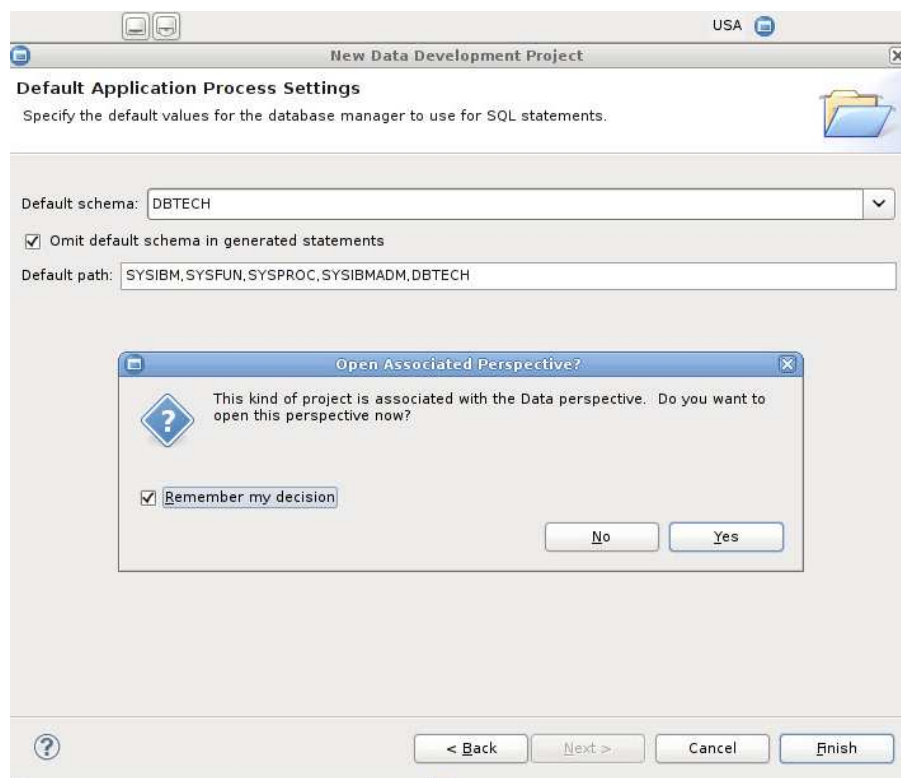 USA
New Data Development Project
Default Application Process Settings
Specify the default values for the database manager to use for SQL statements.
Default schema: DBTECH
Omit default schema in generated statements
Default path: SYSIBM,SYSFUN,SYSPROC,SYSIBMADM,DBTECH
Open Associated Perspective?
This kind of project is associated with the Data perspective. Do you want to
open this perspective now?
Remember my decision
No Yes
< Back Next > Cancel Finish